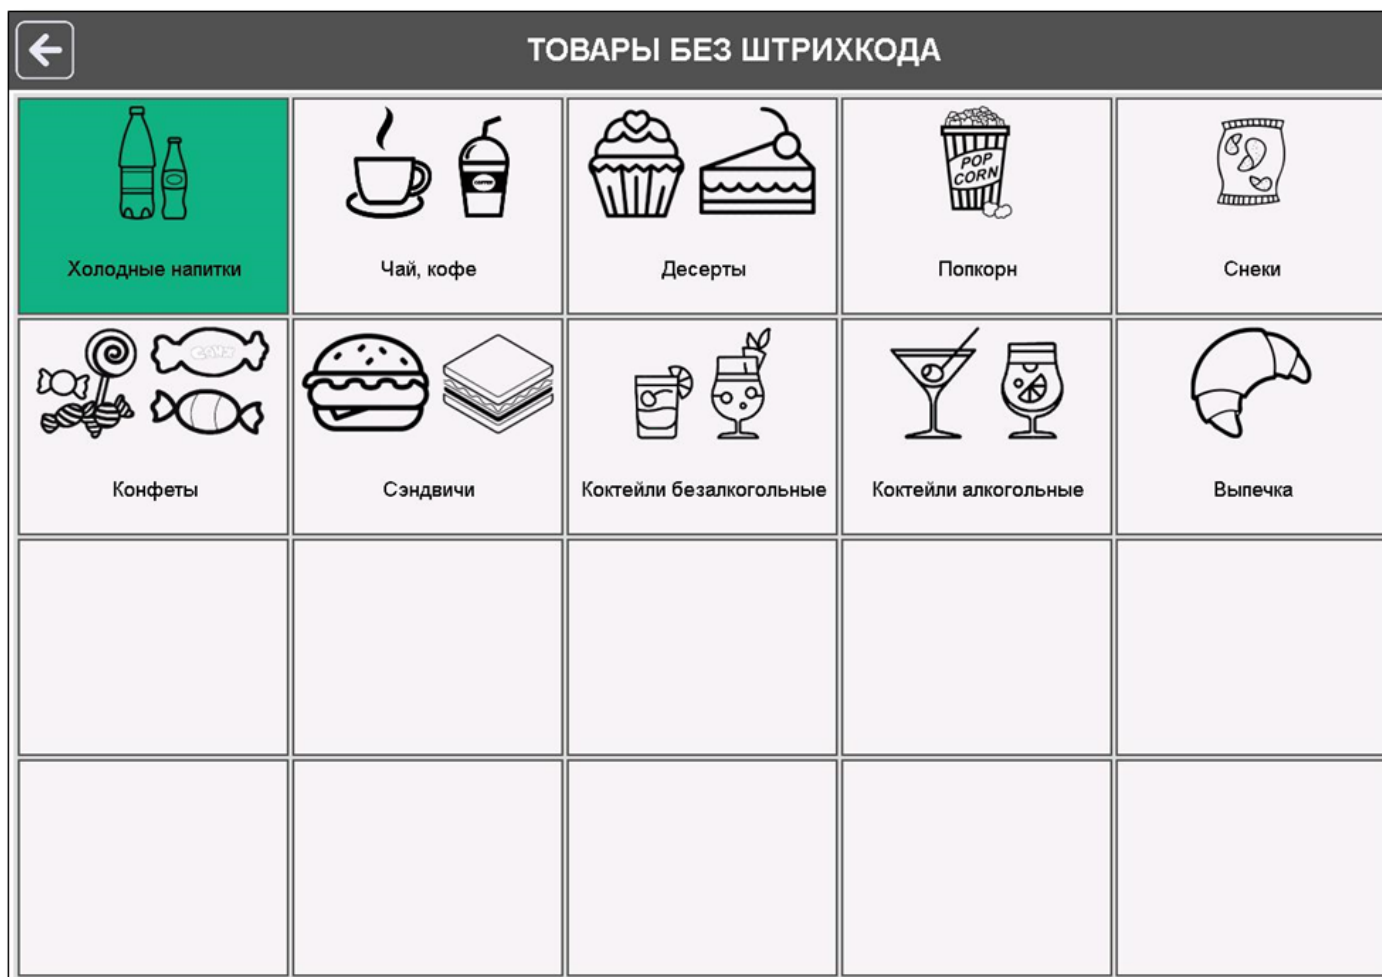 ТОВАРЫ БЕЗ ШТРИХКОДА
Холодные напитки
Чай, кофе
Десерты
POP
CORN
Попкорн
Снеки
Конфеты
Сэндвичи
Коктейли безалкогольные
Коктейли алкогольные
Выпечка